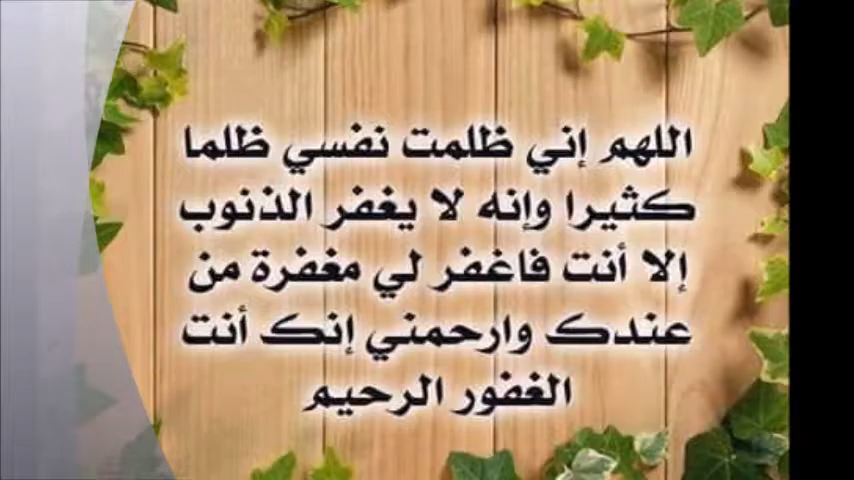 اللهم إني ظلمت نفسي ظلما
كثيرا وإنه لا يغفر الذنوب
إلا أنت فاغفر لي مغفرة من
عندك وارحمني إنك أنت
الغفور الرحيم